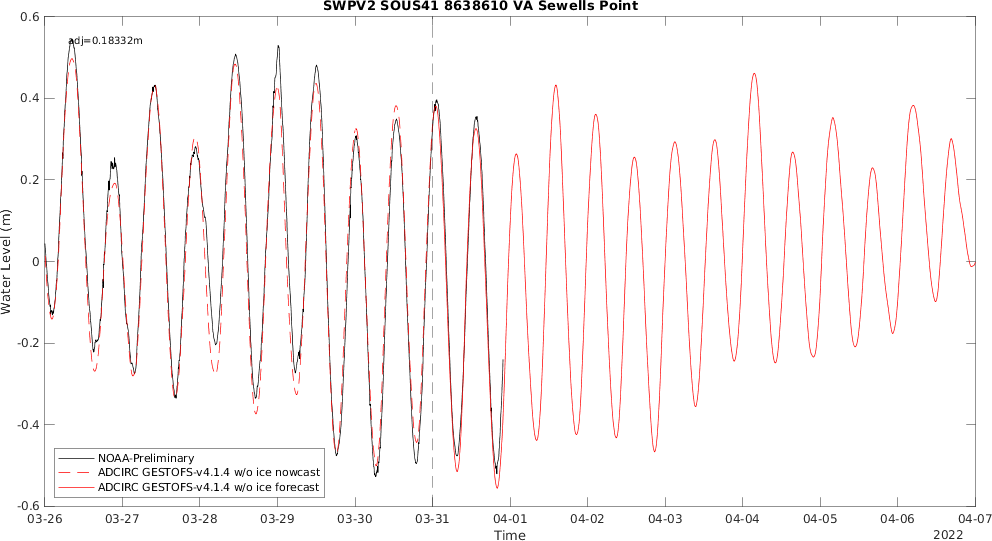 SWPV2 SOUS41 8638610 VA Sewells Point
adj=0.18332m
0.6
0.4
0.2
0
-0.2
-0.4
-0.6
Water Level (m)
NOAA-Preliminary
ADCIRC GESTOFS-v4.1.4 w/o ice nowcast
ADCIRC GESTOFS-v4.1.4 w/o ice forecast
03-26 03-27 03-28 03-29 03-30 03-31 04-01 04-02 04-03 04-04 04-05 04-06 04-07
Time
2022